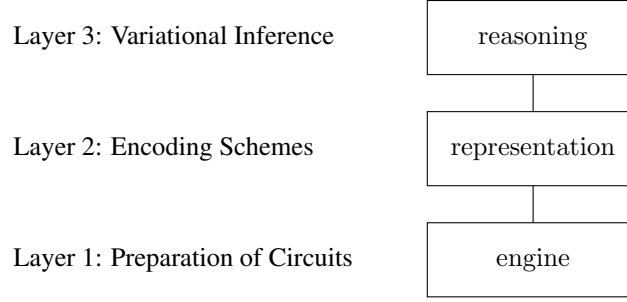 Layer 3: Variational Inference reasoning
Layer 2: Encoding Schemes representation
Layer 1: Preparation of Circuits engine